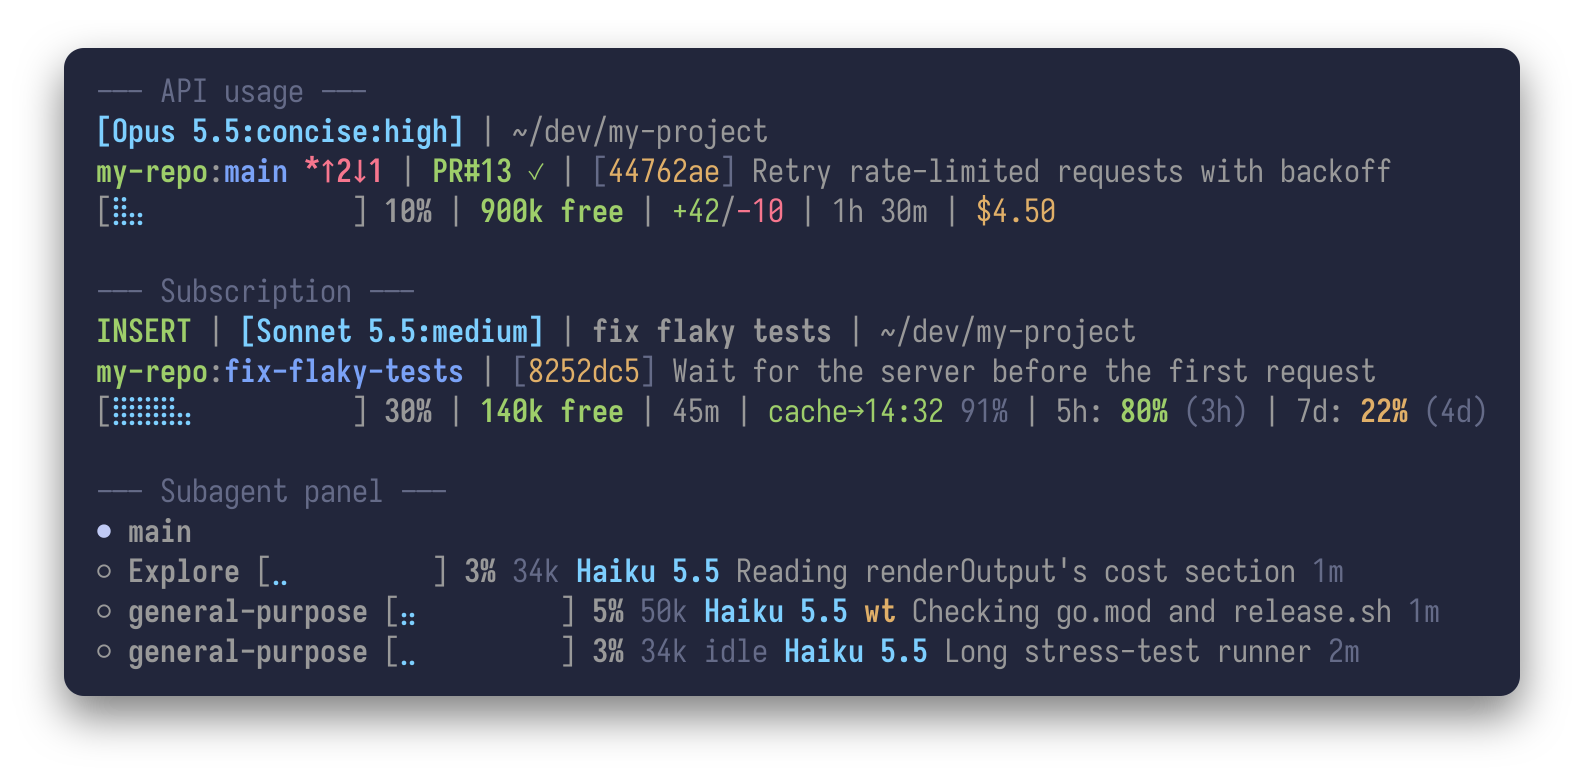 ─── API usage ───
[Opus 5.5:concise:high] | ~/dev/my-project
my-repo:main *↑2↓1 | PR#13 ✓ | [44762ae] Retry rate-limited requests with backoff
[⣷⣤             ] 10% | 900k free | +42/-10 | 1h 30m | $4.50
─── Subscription ───
INSERT | [Sonnet 5.5:medium] | fix flaky tests | ~/dev/my-project
my-repo:fix-flaky-tests | [8252dc5] Wait for the server before the first request
[⣿⣿⣿⣿⣤          ] 30% | 140k free | 45m | cache→14:32 91% | 5h: 80% (3h) | 7d: 22% (4d)
─── Subagent panel ───
● main
○ Explore [⣀         ] 3% 34k Haiku 5.5 Reading renderOutput's cost section 1m
○ general-purpose [⣤         ] 5% 50k Haiku 5.5 wt Checking go.mod and release.sh 1m
○ general-purpose [⣀         ] 3% 34k idle Haiku 5.5 Long stress-test runner 2m